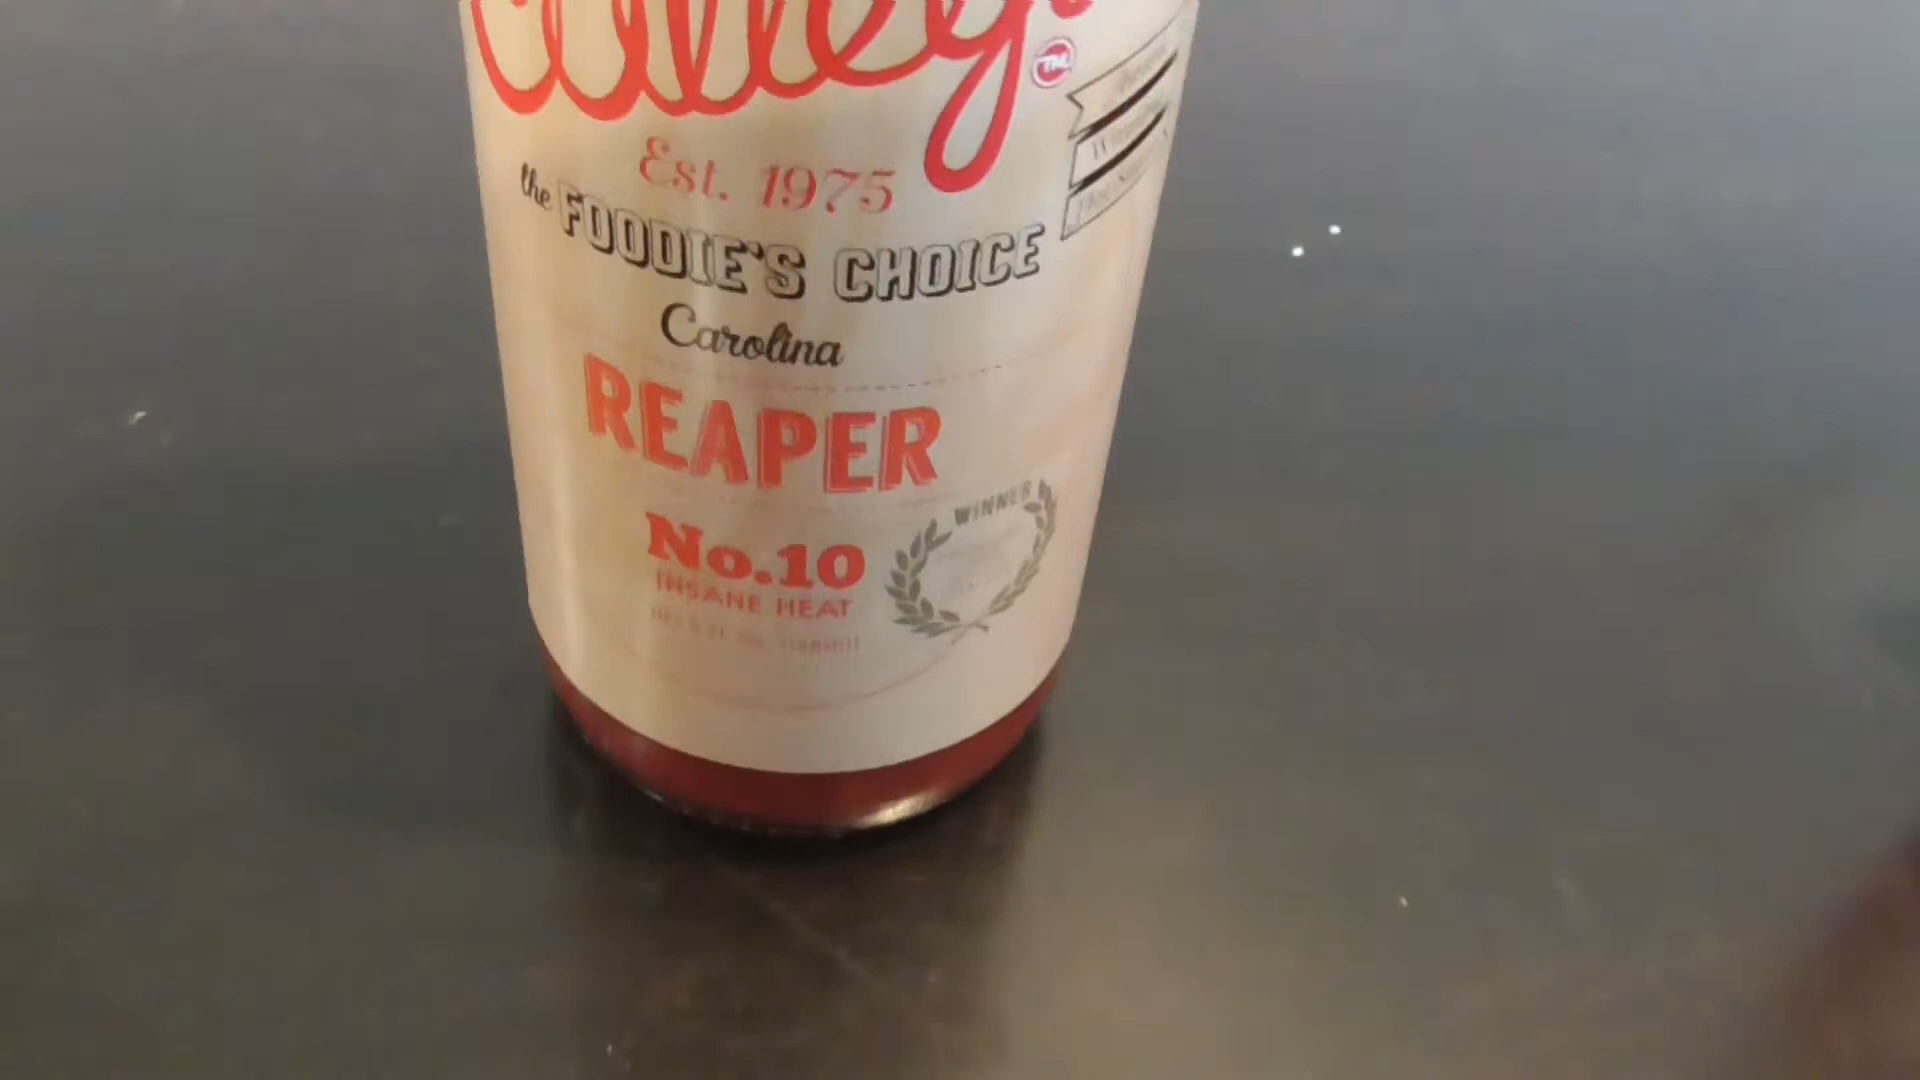 Est. 1975
the FOODIE'S CHOICE
Carolina
REAPER
WINNER
No.10
INSANE HEAT